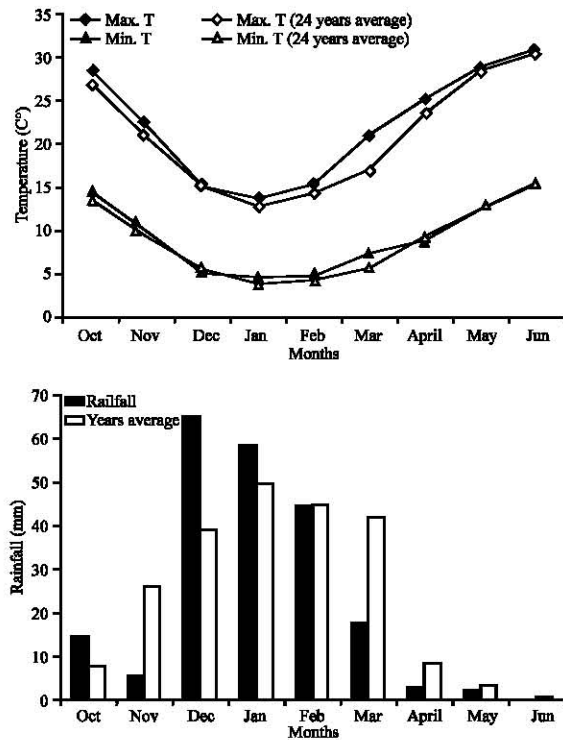 Max. T Max. T (24 years average)
Min. T Min. T (24 years average)
35
30
25
20
15
10
5
0
Temperature (C°)
Oct Nov Dec Jan Feb Mar April May Jun
Months
70
60
50
40
30
20
10
0
Railfall
Years average
Rainfall (mm)
Oct Nov Dec Jan Feb Mar April May Jun
Months